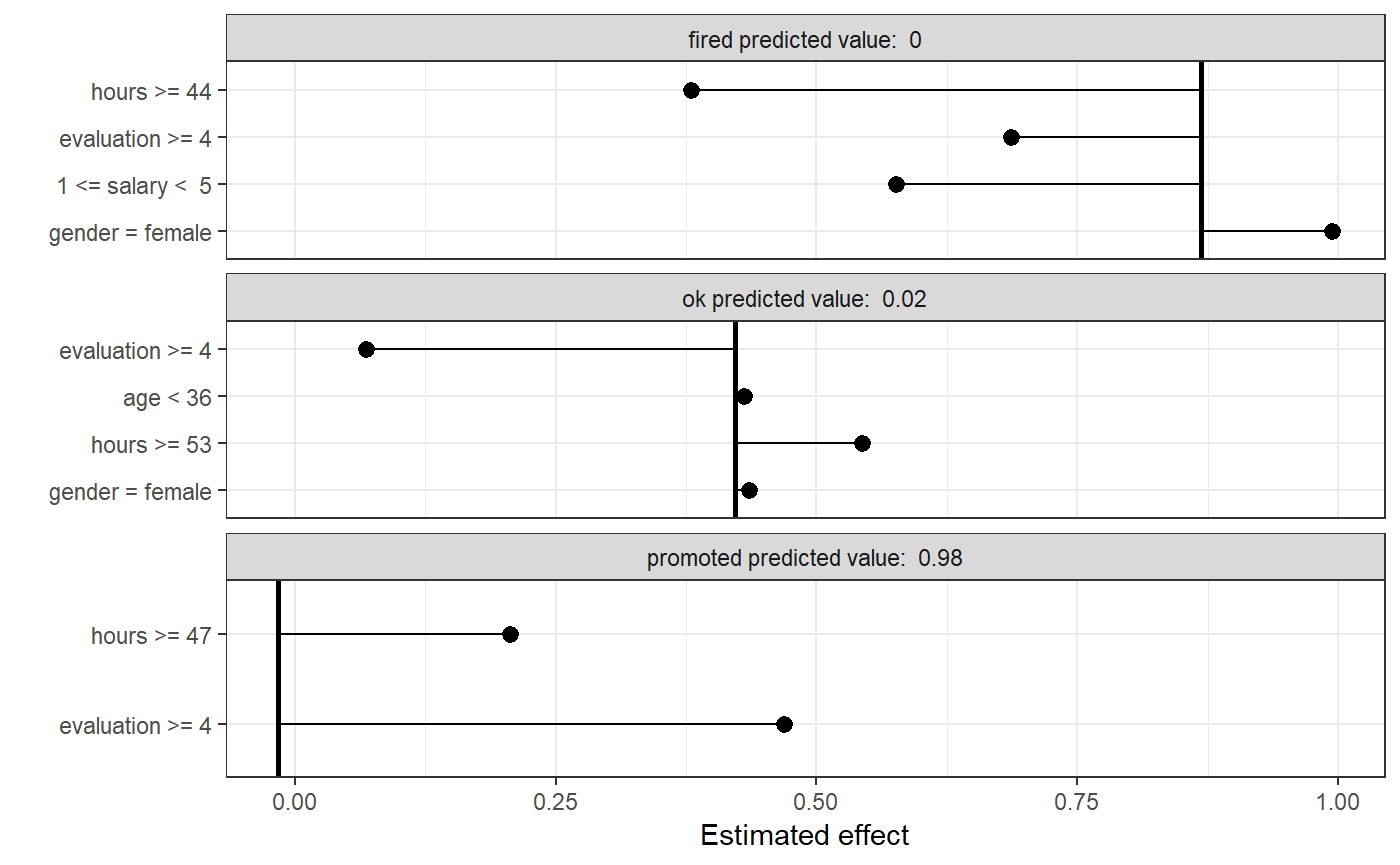 fired predicted value:  0
hours >= 44
evaluation >= 4
1 <= salary <  5
gender = female
ok predicted value:  0.02
evaluation >= 4
age < 36
hours >= 53
gender = female
promoted predicted value:  0.98
hours >= 47
evaluation >= 4
0.00 0.25 0.50 0.75 1.00
Estimated effect